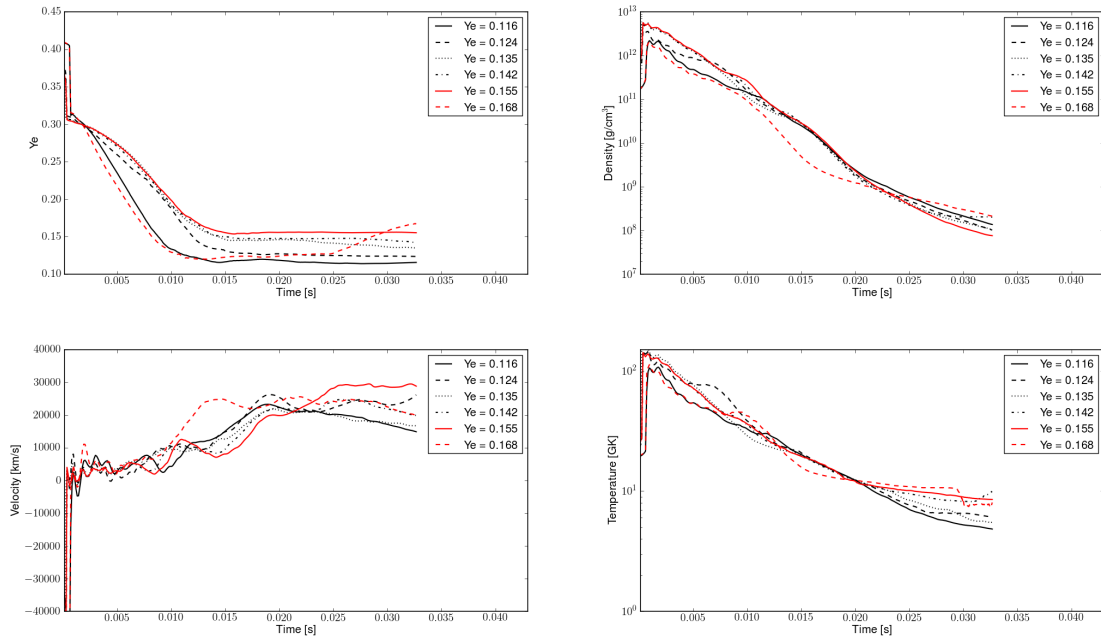 0.45
0.40
0.35
0.30
0.25
0.20
0.15
0.10
Ye
0.005 0.010 0.015 0.020 0.025 0.030 0.035 0.040
Time [s]
Ye = 0.116
Ye = 0.124
Ye = 0.135
Ye = 0.142
Ye = 0.155
Ye = 0.168
10^13
10^12
10^11
10^10
10^9
10^8
10^7
Density [g/cm^3]
0.005 0.010 0.015 0.020 0.025 0.030 0.035 0.040
Time [s]
Ye = 0.116
Ye = 0.124
Ye = 0.135
Ye = 0.142
Ye = 0.155
Ye = 0.168
40000
30000
20000
10000
0
−10000
−20000
−30000
−40000
Velocity (km/s]
0.005 0.010 0.015 0.020 0.025 0.030 0.035 0.040
Time [s]
Ye = 0.116
Ye = 0.124
Ye = 0.135
Ye = 0.142
Ye = 0.155
Ye = 0.168
10^2
10^1
10^0
Temperature [GK]
0.005 0.010 0.015 0.020 0.025 0.030 0.035 0.040
Time [s]
Ye = 0.116
Ye = 0.124
Ye = 0.135
Ye = 0.142
Ye = 0.155
Ye = 0.168